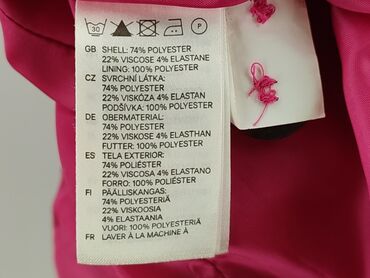 30 P
GB SHELL: 74% POLYESTER
22% VISCOSE 4% ELASTANE
LINING: 100% POLYESTER
CZ SVRCHNÍ LÁTKA:
74% POLYESTER
22% VISKÓZA 4% ELASTAN
PODŠÍVKA: 100% POLYESTER
DE OBERMATERIAL:
74% POLYESTER
22% VISKOSE 4% ELASTHAN
FUTTER: 100% POLYESTER
ES TELA EXTERIOR:
74% POLIÉSTER
22% VISCOSA 4% ELASTANO
FORRO: 100% POLIÉSTER
FI PÄÄLLISKANGAS:
74% POLYESTERIÄ
22% VISKOOSIA
4% ELASTAANIA
VUORI: 100% POLYESTERIÄ
FR LAVER À LA MACHINE À